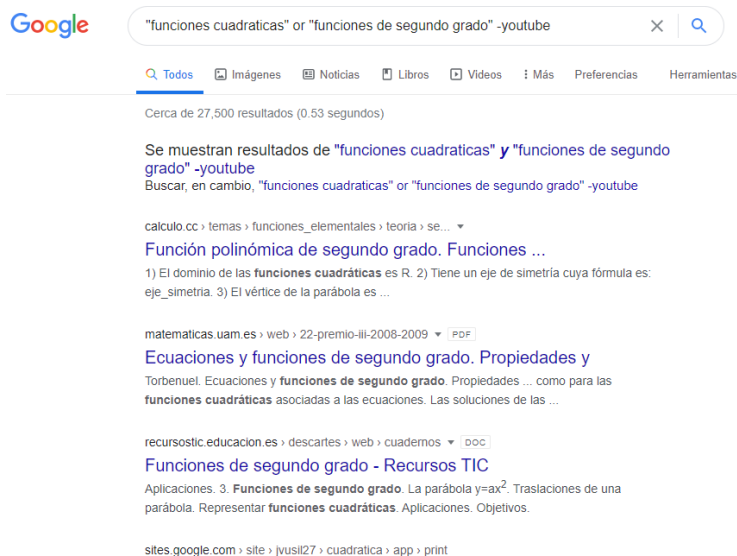 Google
"funciones cuadraticas" or "funciones de segundo grado" -youtube
Todos Imágenes Noticias Libros Videos Más Preferencias Herramientas
Cerca de 27,500 resultados (0.53 segundos)
Se muestran resultados de "funciones cuadraticas" y "funciones de segundo
grado" -youtube
Buscar, en cambio, "funciones cuadraticas" or "funciones de segundo grado" -youtube
calculo.cc › temas › funciones_elementales › teoria › se...
Función polinómica de segundo grado. Funciones ...
1) El dominio de las funciones cuadráticas es R. 2) Tiene un eje de simetría cuya fórmula es:
eje_simetria. 3) El vértice de la parábola es ...
matematicas.uam.es › web › 22-premio-iii-2008-2009 PDF
Ecuaciones y funciones de segundo grado. Propiedades y
Torbenuel. Ecuaciones y funciones de segundo grado. Propiedades ... como para las
funciones cuadráticas asociadas a las ecuaciones. Las soluciones de las ...
recursostic.educacion.es › descartes › web › cuadernos DOC
Funciones de segundo grado - Recursos TIC
Aplicaciones. 3. Funciones de segundo grado. La parábola y=ax². Traslaciones de una
parábola. Representar funciones cuadráticas. Aplicaciones. Objetivos.
sites.google.com › site › jvusil27 › cuadratica › app › print